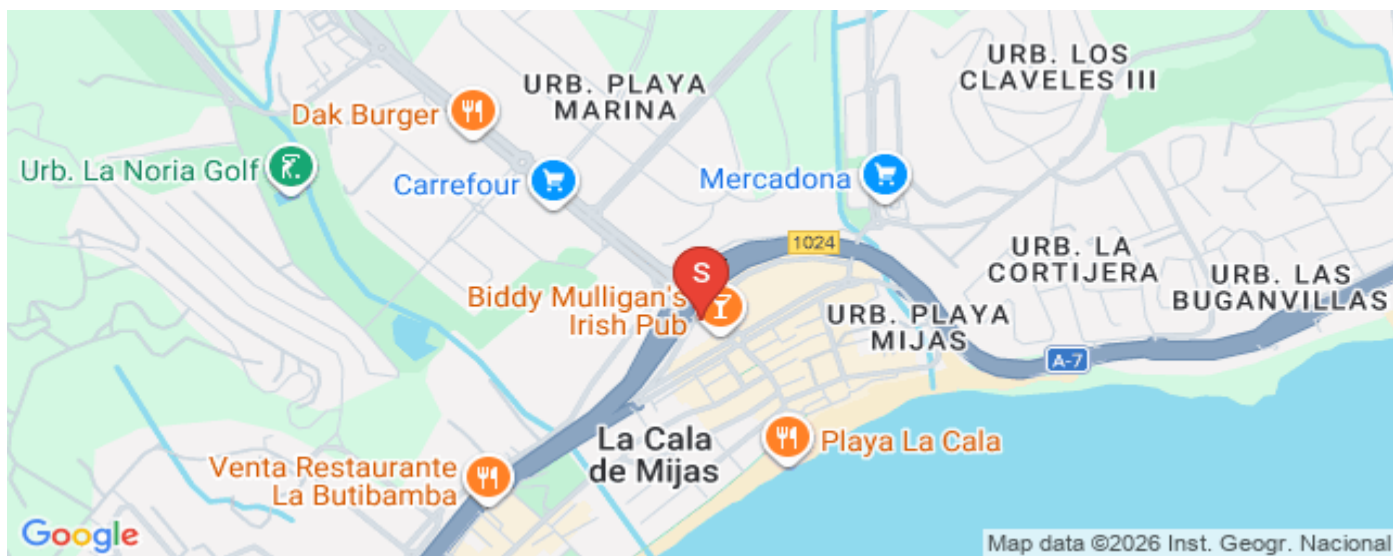 URB. LOS
CLAVELES III
URB. PLAYA
MARINA
Dak Burger
Urb. La Noria Golf
Carrefour
Mercadona
1024
URB. LA
CORTIJERA
URB. LAS
BUGANVILLAS
S
Biddy Mulligan's
Irish Pub
URB. PLAYA
MIJAS
A-7
La Cala
de Mijas
Playa La Cala
Venta Restaurante
La Butibamba
Google
Map data ©2026 Inst. Geogr. Nacional